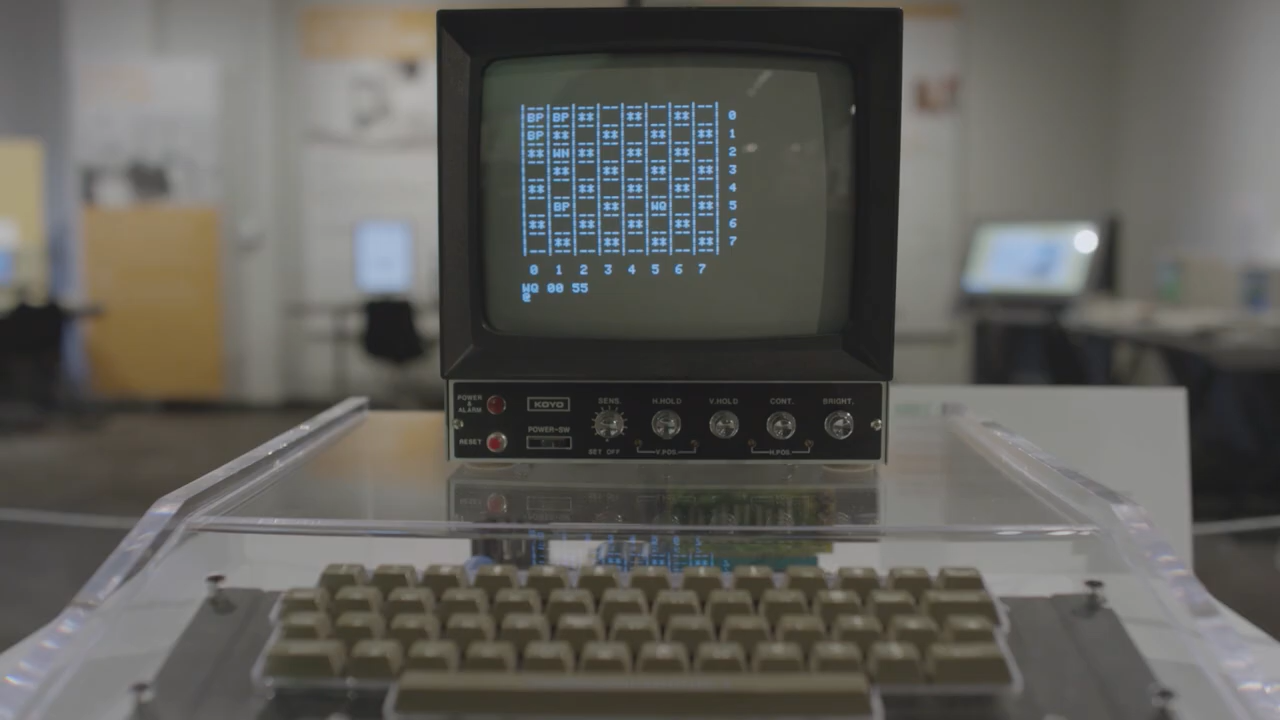 BP BP ** ** ** 0
BP ** ** ** ** 1
** WN ** ** ** 2
** ** ** ** 3
** ** ** ** 4
BP ** WQ ** 5
** ** ** ** 6
** ** ** ** 7
0 1 2 3 4 5 6 7
WQ 00 55
@
POWER & ALARM
KOYO
SENS.
H.HOLD
V.HOLD
CONT.
BRIGHT.
RESET
POWER-SW
SET OFF
V.POS.
H.POS.